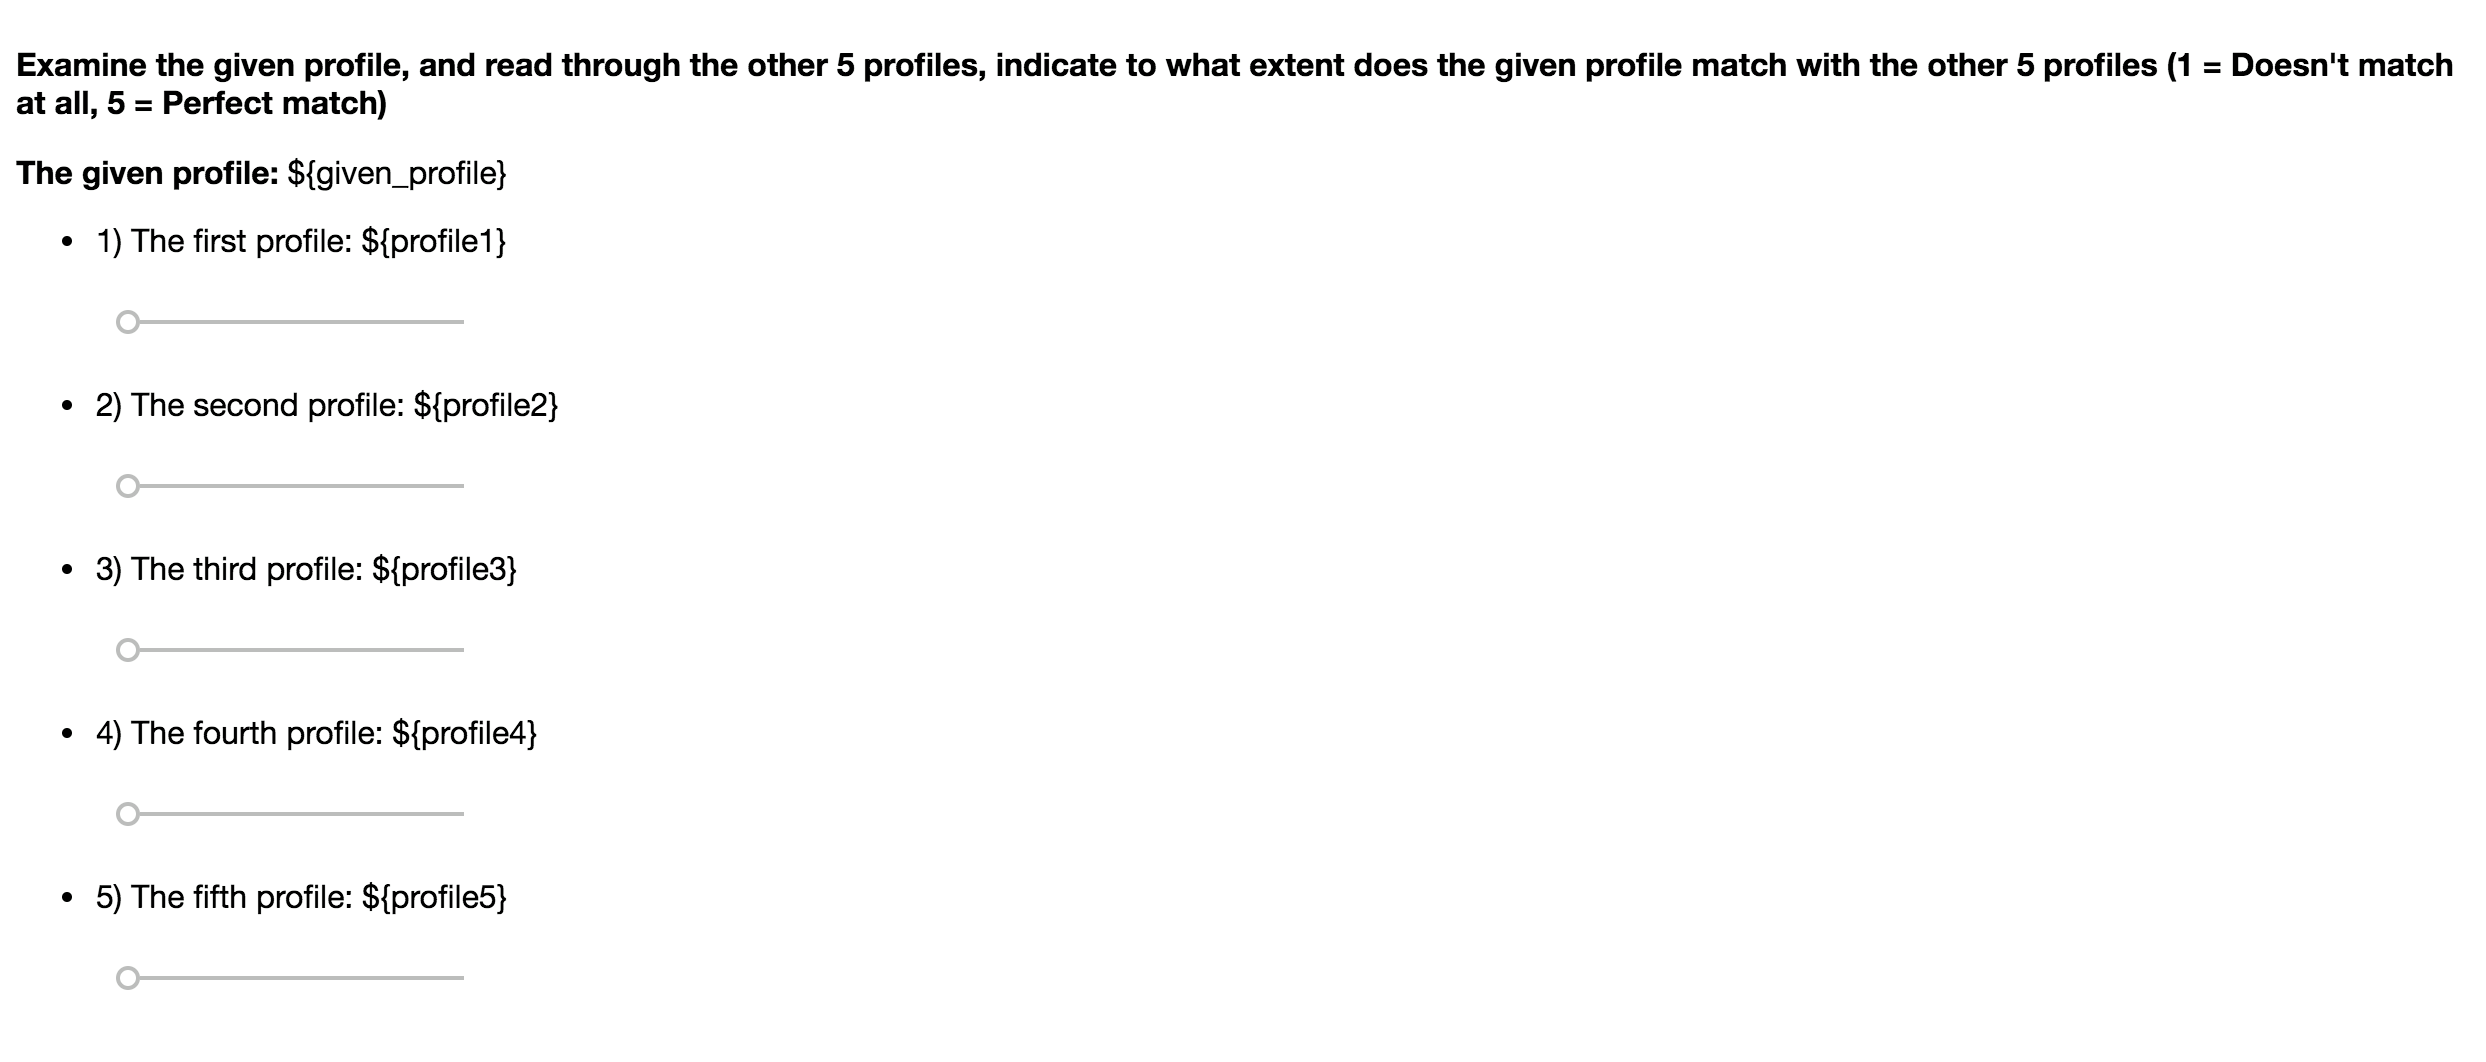 Examine the given profile, and read through the other 5 profiles, indicate to what extent does the given profile match with the other 5 profiles (1 = Doesn't match
at all, 5 = Perfect match)
The given profile: ${given_profile}
• 1) The first profile: ${profile1}
• 2) The second profile: ${profile2}
• 3) The third profile: ${profile3}
• 4) The fourth profile: ${profile4}
• 5) The fifth profile: ${profile5}